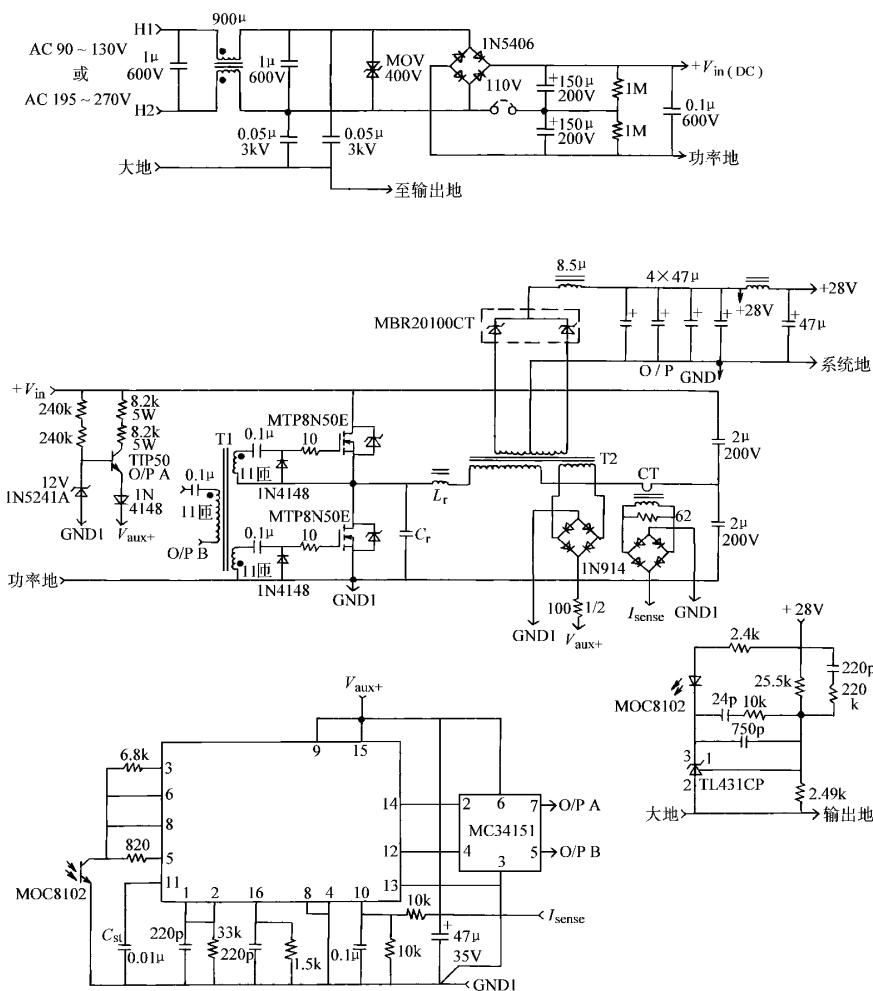 H1
900μ
AC 90～130V
或
AC 195～270V
1μ
600V
1μ
600V
MOV
400V
1N5406
+Vin(DC)
110V
+150μ
200V
1M
0.1μ
600V
H2
0.05μ
3kV
0.05μ
3kV
+150μ
200V
1M
大地
功率地
至输出地
8.5μ
4×47μ
+28V
+28V
MBR20100CT
+
+
+
+
+
47μ
O/P
GND
系统地
+Vin
240k
8.2k
5W
240k
8.2k
5W
TIP50
O/P A
12V
1N5241A
1N
4148
GND1
Vaux+
0.1μ
11匝
O/P B
T1
0.1μ
11匝
MTP8N50E
10
1N4148
0.1μ
11匝
MTP8N50E
10
1N4148
Lr
Cr
T2
CT
62
2μ
200V
2μ
200V
功率地
GND1
1N914
GND1
100
1/2
Vaux+
Isense
GND1
+28V
2.4k
220p
220
k
25.5k
MOC8102
24p
10k
750p
3
1
2
TL431CP
2.49k
大地
输出地
Vaux+
9
15
6.8k
3
6
8
820
5
11
MOC8102
14
12
13
2
6
7
O/P A
MC34151
4
3
5
O/P B
1
2
16
8
4
10
10k
Isense
Cst
0.01μ
220p
33k
220p
1.5k
0.1μ
10k
+
47μ
35V
GND1